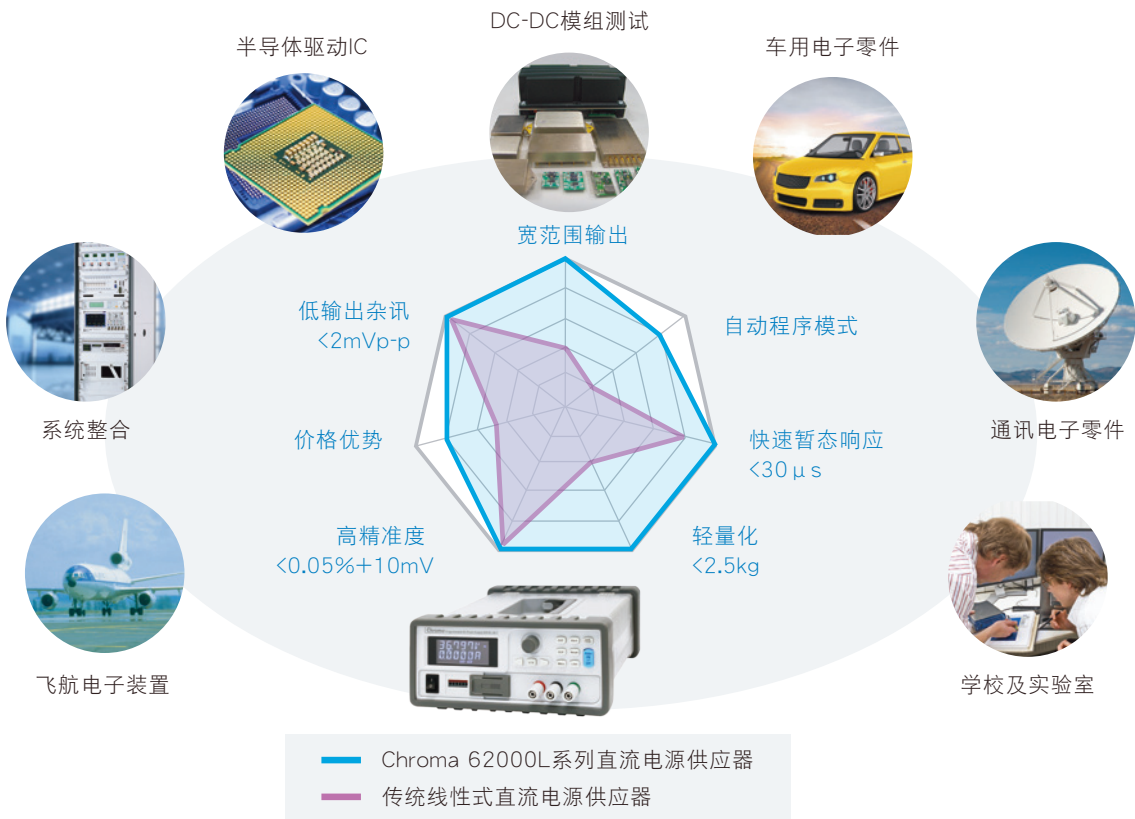 DC-DC模组测试
半导体驱动IC
车用电子零件
宽范围输出
低输出杂讯
<2mVp-p
自动程序模式
系统整合
价格优势
快速暂态响应
<30μs
通讯电子零件
高精准度
<0.05%+10mV
轻量化
<2.5kg
飞航电子装置
学校及实验室
Chroma 62000L系列直流电源供应器
传统线性式直流电源供应器